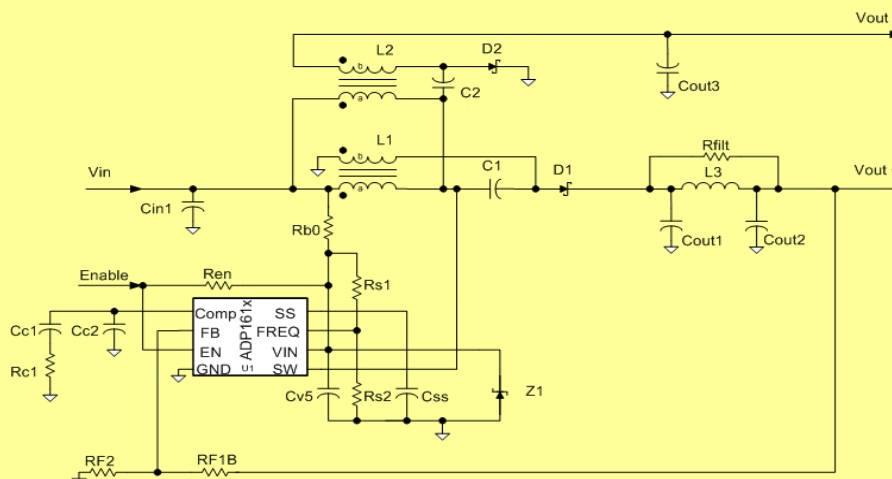 Vout
L2
D2
b
a
C2
Cout3
L1
b
a
C1
D1
Rfilt
L3
Vin
Vout
Cin1
Cout1
Cout2
Rb0
Enable
Ren
Rs1
Comp
SS
FB
FREQ
EN
VIN
GND
SW
ADP161x
U1
Cc1
Cc2
Rc1
Cv5
Rs2
Css
Z1
RF2
RF1B